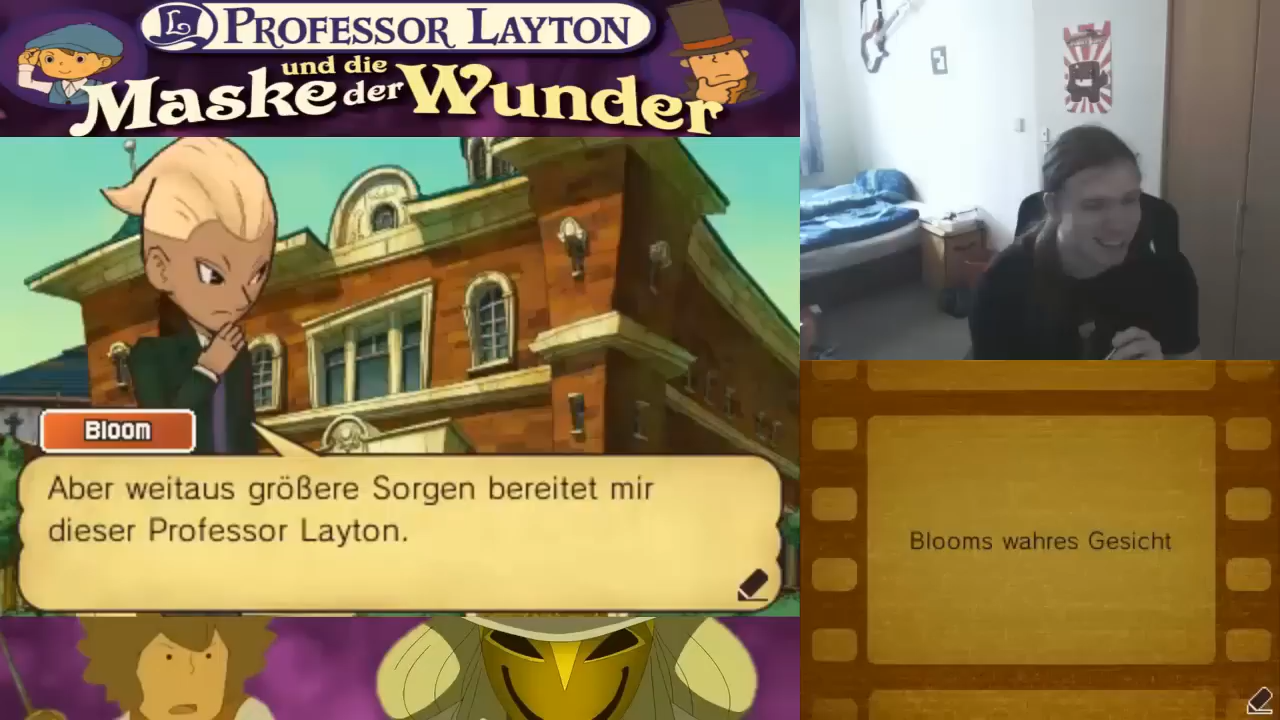 PROFESSOR LAYTON
und die
Maske der Wunder
Bloom
Aber weitaus größere Sorgen bereitet mir
dieser Professor Layton.
Blooms wahres Gesicht